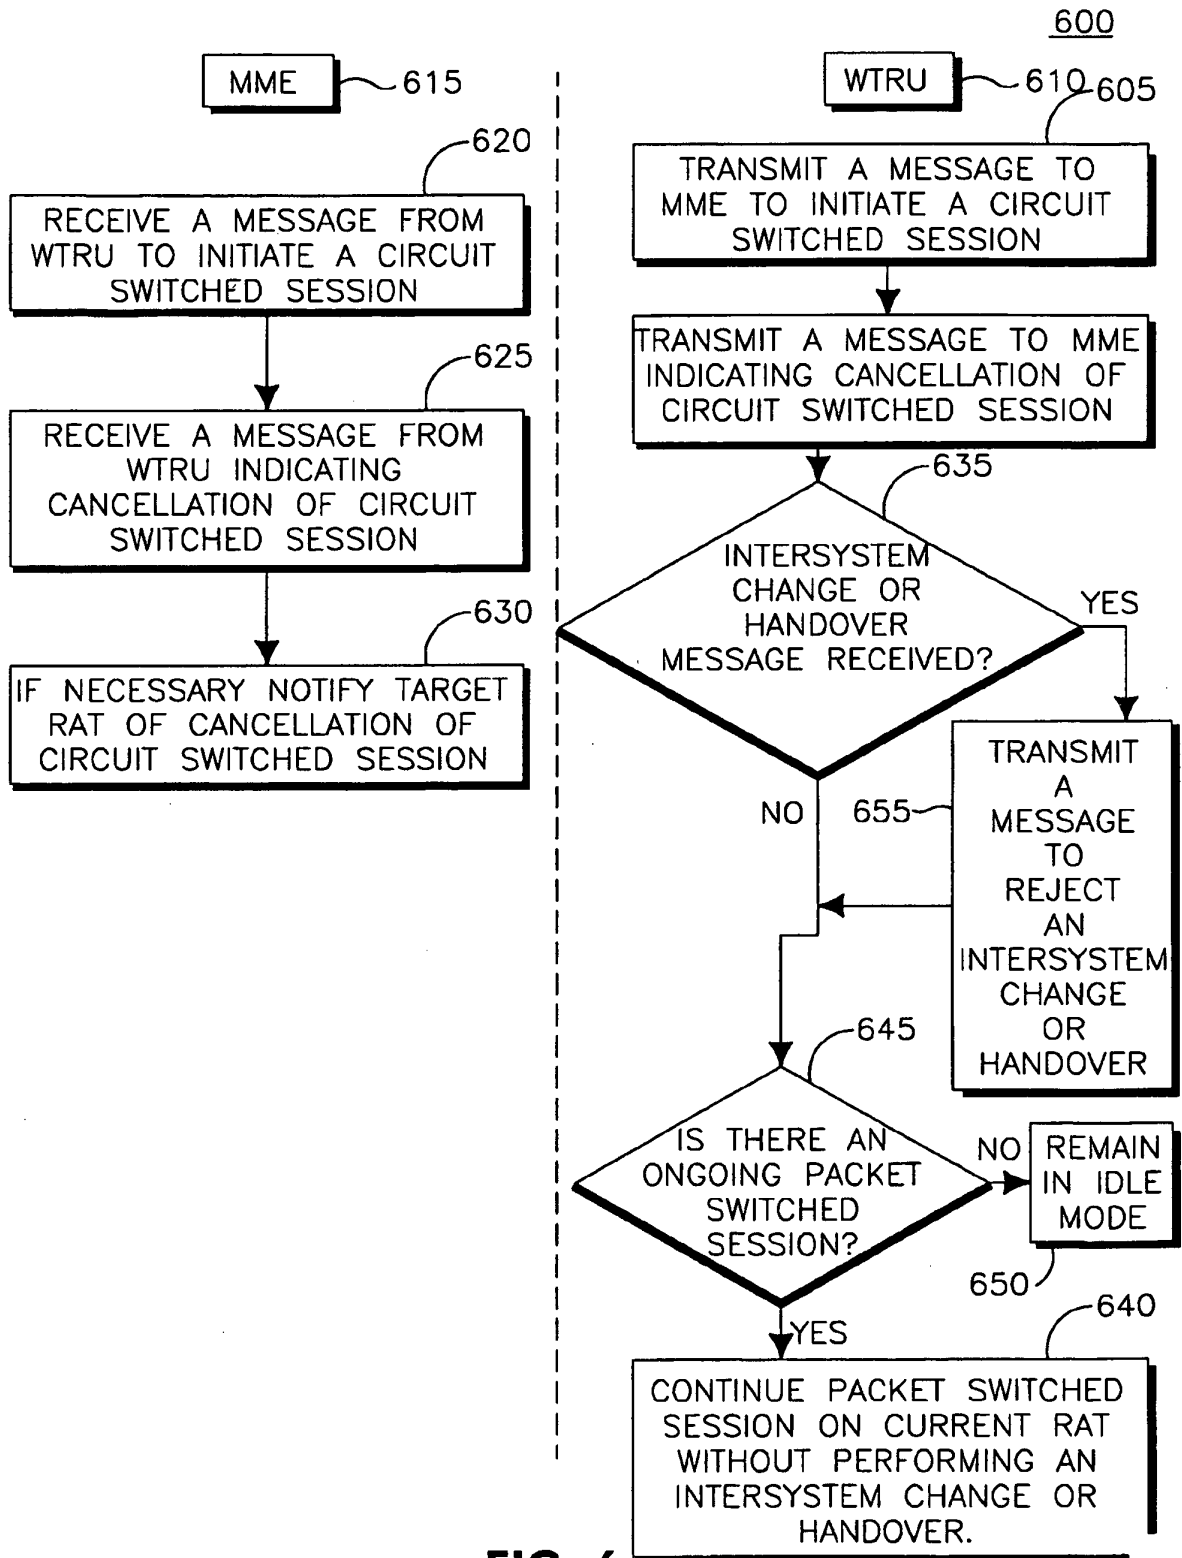 600
MME
615
620
RECEIVE A MESSAGE FROM
WTRU TO INITIATE A CIRCUIT
SWITCHED SESSION
625
RECEIVE A MESSAGE FROM
WTRU INDICATING
CANCELLATION OF CIRCUIT
SWITCHED SESSION
630
IF NECESSARY NOTIFY TARGET
RAT OF CANCELLATION OF
CIRCUIT SWITCHED SESSION
WTRU
610
605
TRANSMIT A MESSAGE TO
MME TO INITIATE A CIRCUIT
SWITCHED SESSION
TRANSMIT A MESSAGE TO MME
INDICATING CANCELLATION OF
CIRCUIT SWITCHED SESSION
635
INTERSYSTEM
CHANGE OR
HANDOVER
MESSAGE RECEIVED?
YES
NO
655
TRANSMIT
A
MESSAGE
TO
REJECT
AN
INTERSYSTEM
CHANGE
OR
HANDOVER
645
IS THERE AN
ONGOING PACKET
SWITCHED
SESSION?
NO
REMAIN
IN IDLE
MODE
650
YES
640
CONTINUE PACKET SWITCHED
SESSION ON CURRENT RAT
WITHOUT PERFORMING AN
INTERSYSTEM CHANGE OR
HANDOVER.